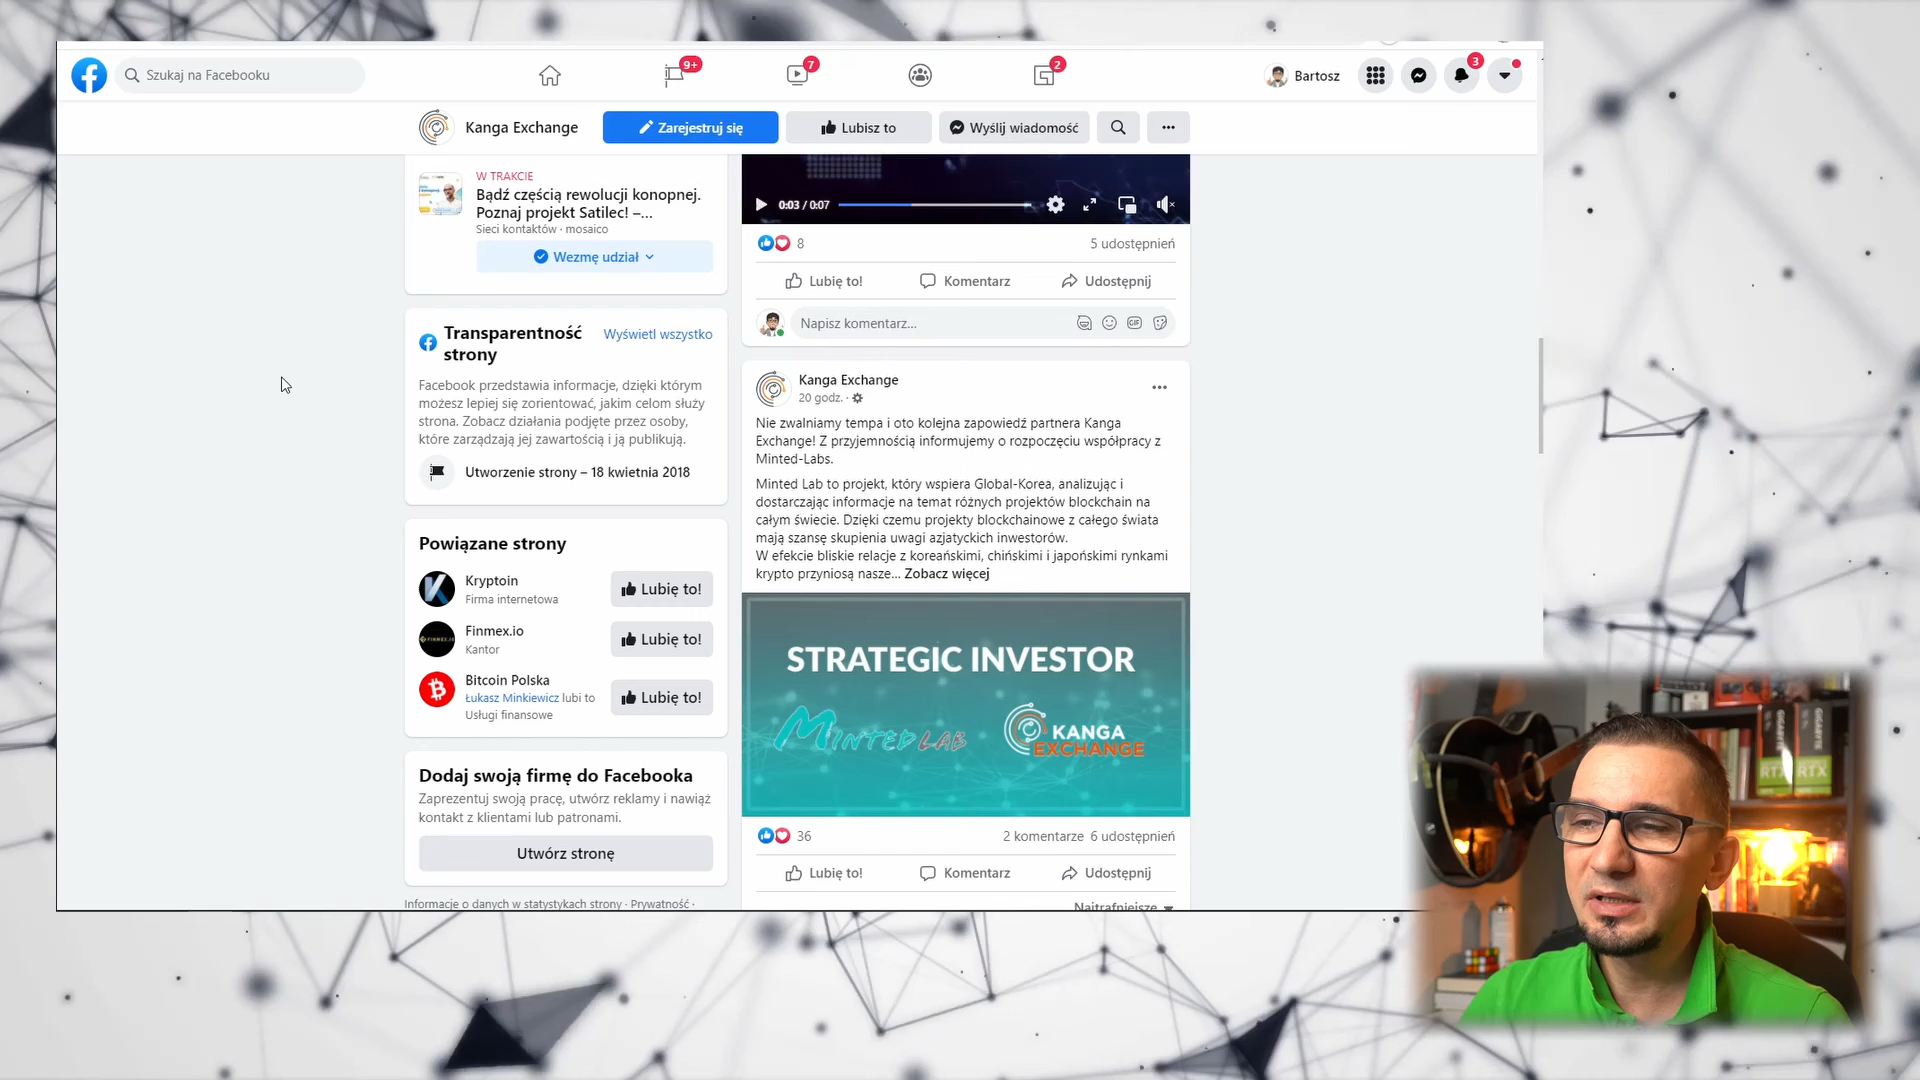 Szukaj na Facebooku
9+
7
2
Bartosz
3
Kanga Exchange
Zarejestruj się
Lubisz to
Wyślij wiadomość
W TRAKCIE
Bądź częścią rewolucji konopnej.
Poznaj projekt Satilec! –...
Sieci kontaktów · mosaico
Wezmę udział
Transparentność
strony
Wyświetl wszystko
Facebook przedstawia informacje, dzięki którym
możesz lepiej się zorientować, jakim celom służy
strona. Zobacz działania podjęte przez osoby,
które zarządzają jej zawartością i ją publikują.
Utworzenie strony – 18 kwietnia 2018
Powiązane strony
Kryptoin
Firma internetowa
Lubię to!
FINMEX.IO
Finmex.io
Kantor
Lubię to!
Bitcoin Polska
Łukasz Minkiewicz lubi to
Usługi finansowe
Lubię to!
Dodaj swoją firmę do Facebooka
Zaprezentuj swoją pracę, utwórz reklamy i nawiąż
kontakt z klientami lub patronami.
Utwórz stronę
Informacje o danych w statystykach strony · Prywatność ·
0:03 / 0:07
8
5 udostępnień
Lubię to!
Komentarz
Udostępnij
Napisz komentarz...
GIF
Kanga Exchange
20 godz. ·
Nie zwalniamy tempa i oto kolejna zapowiedź partnera Kanga
Exchange! Z przyjemnością informujemy o rozpoczęciu współpracy z
Minted-Labs.
Minted Lab to projekt, który wspiera Global-Korea, analizując i
dostarczając informacje na temat różnych projektów blockchain na
całym świecie. Dzięki czemu projekty blockchainowe z całego świata
mają szansę skupienia uwagi azjatyckich inwestorów.
W efekcie bliskie relacje z koreańskimi, chińskimi i japońskimi rynkami
krypto przyniosą nasze... Zobacz więcej
STRATEGIC INVESTOR
MINTED LAB
KANGA
EXCHANGE
36
2 komentarze 6 udostępnień
Lubię to!
Komentarz
Udostępnij
Najtrafniejsze
GIGABYTE
GIGABYTE
RTX
RTX